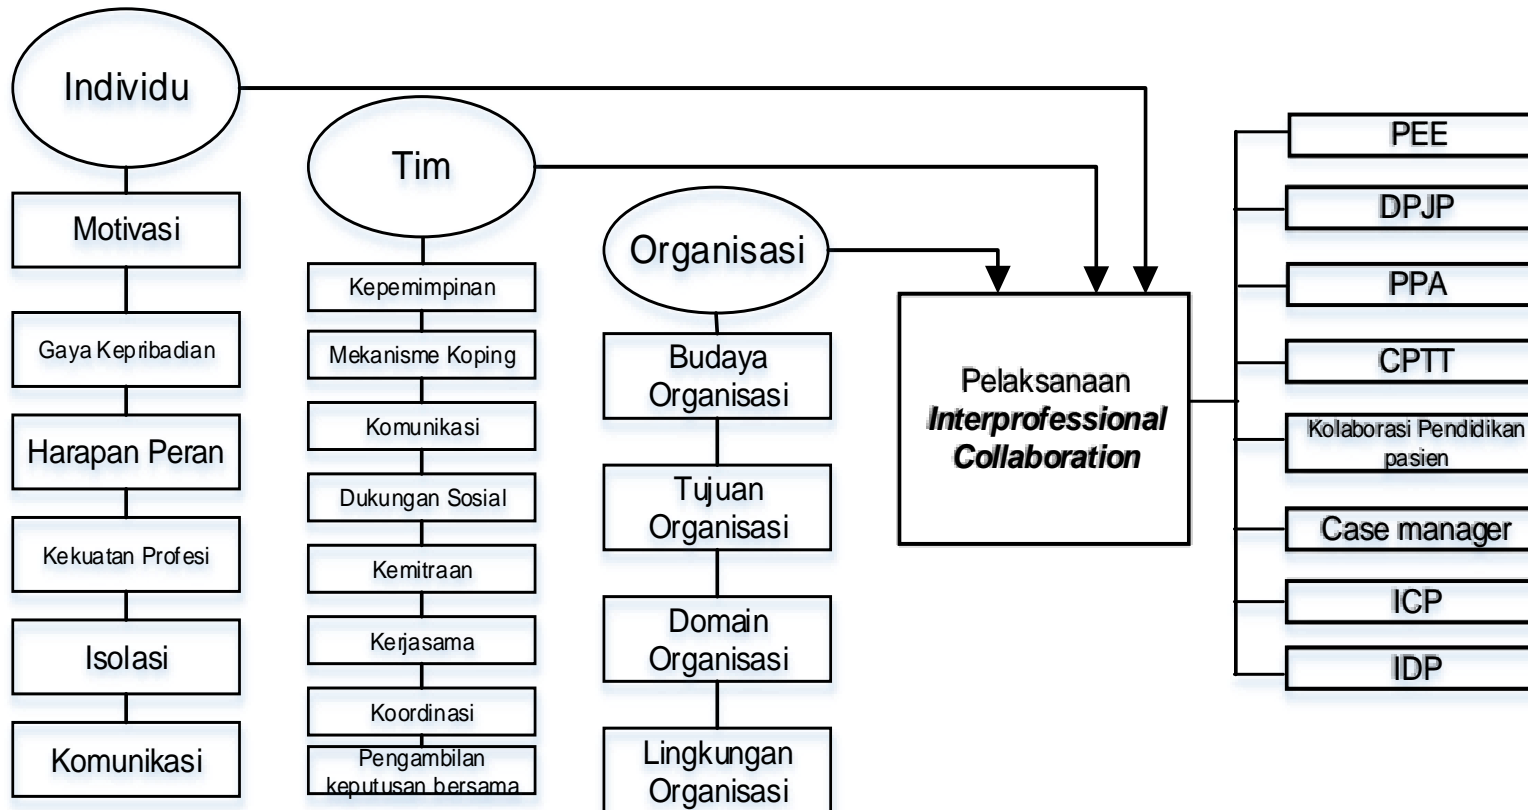 Individu
Motivasi
Gaya Kepribadian
Harapan Peran
Kekuatan Profesi
Isolasi
Komunikasi
Tim
Kepemimpinan
Mekanisme Koping
Komunikasi
Dukungan Sosial
Kemitraan
Kerjasama
Koordinasi
Pengambilan
keputusan bersama
Organisasi
Budaya
Organisasi
Tujuan
Organisasi
Domain
Organisasi
Lingkungan
Organisasi
Pelaksanaan
Interprofessional
Collaboration
PEE
DPJP
PPA
CPTT
Kolaborasi Pendidikan
pasien
Case manager
ICP
IDP